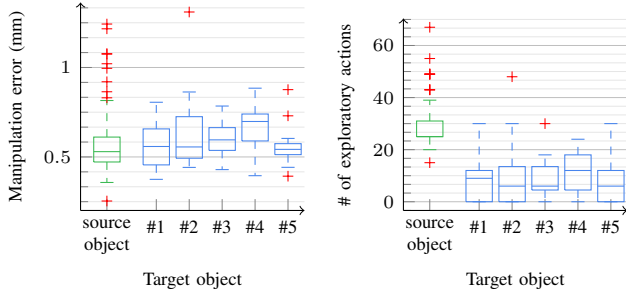 Manipulation error (mm)
1
0.5
source
object
#1
#2
#3
#4
#5
Target object
# of exploratory actions
60
40
20
0
source
object
#1
#2
#3
#4
#5
Target object